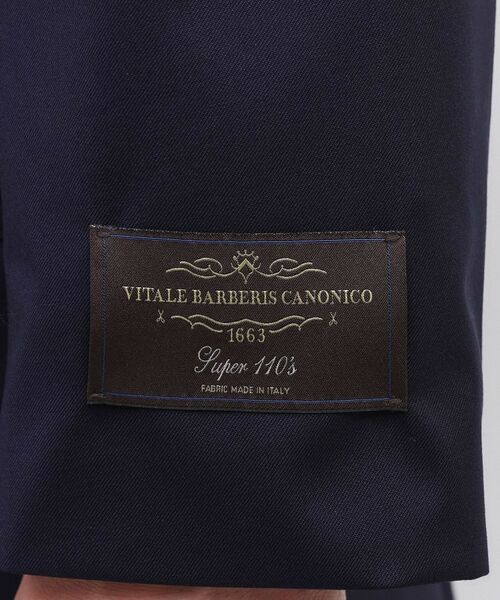 VITALE BARBERIS CANONICO
1663
Super 110's
FABRIC MADE IN ITALY